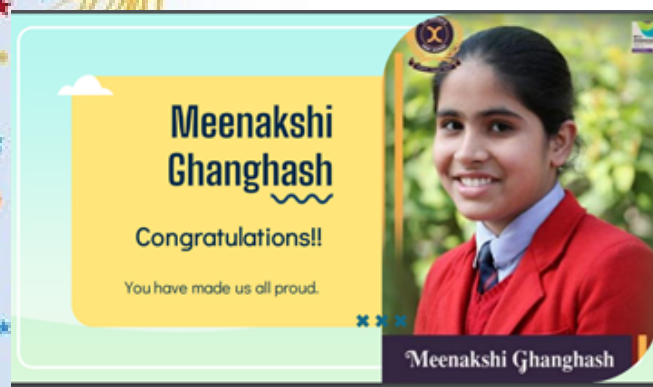 Meenakshi
Ghanghash
Congratulations!!
You have made us all proud.
Meenakshi Ghanghash